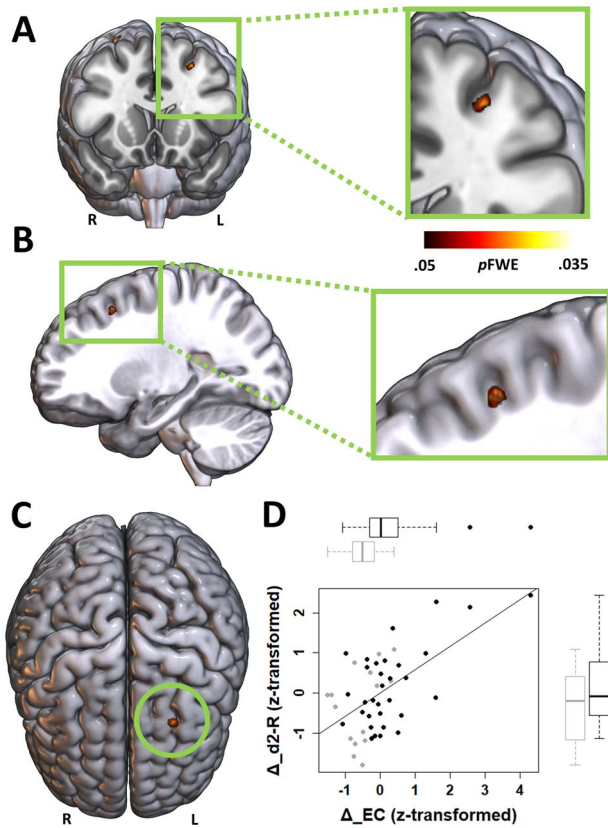 A
R L
B
.05 pFWE .035
C
R L
D
Δ_d2-R (z-transformed)
2
1
0
-1
-1 0 1 2 3 4
Δ_EC (z-transformed)